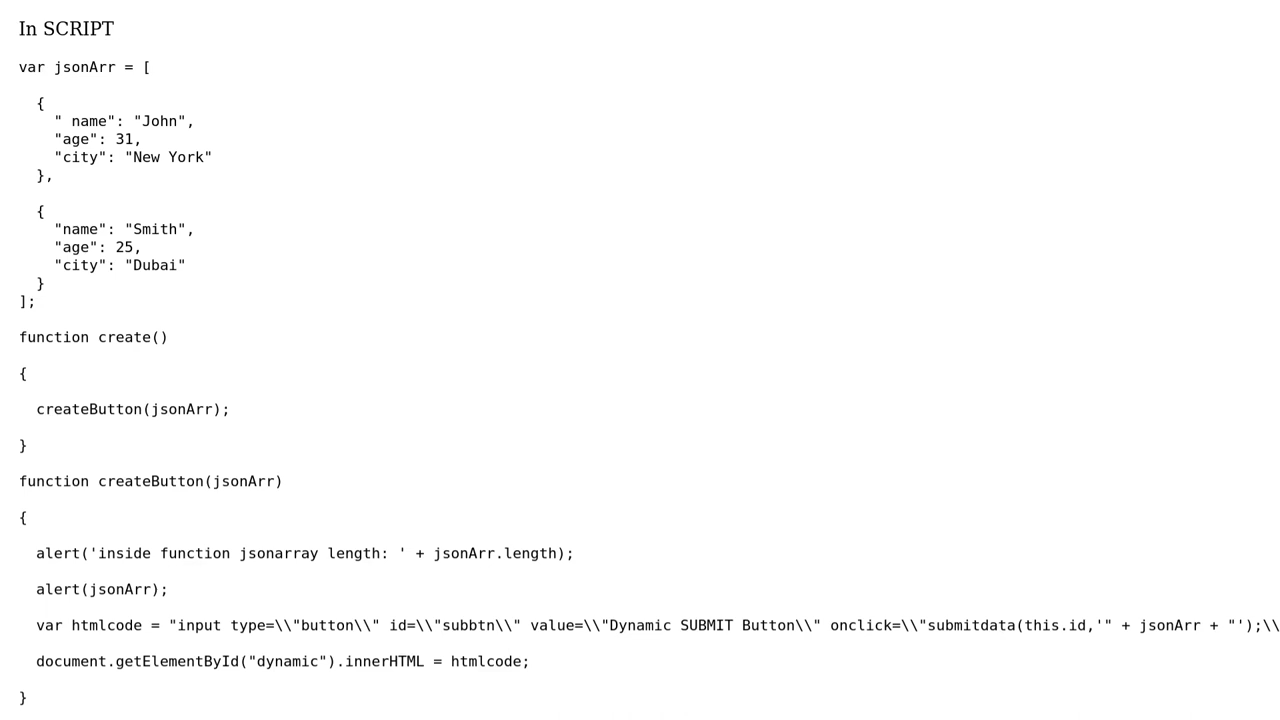 In SCRIPT
var jsonArr = [
{
" name": "John",
"age": 31,
"city": "New York"
},
{
"name": "Smith",
"age": 25,
"city": "Dubai"
}
];
function create()
{
createButton(jsonArr);
}
function createButton(jsonArr)
{
alert('inside function jsonarray length: ' + jsonArr.length);
alert(jsonArr);
var htmlcode = "input type=\\"button\\" id=\\"subbtn\\" value=\\"Dynamic SUBMIT Button\\" onclick=\\"submitdata(this.id,'" + jsonArr + "');\\
document.getElementById("dynamic").innerHTML = htmlcode;
}